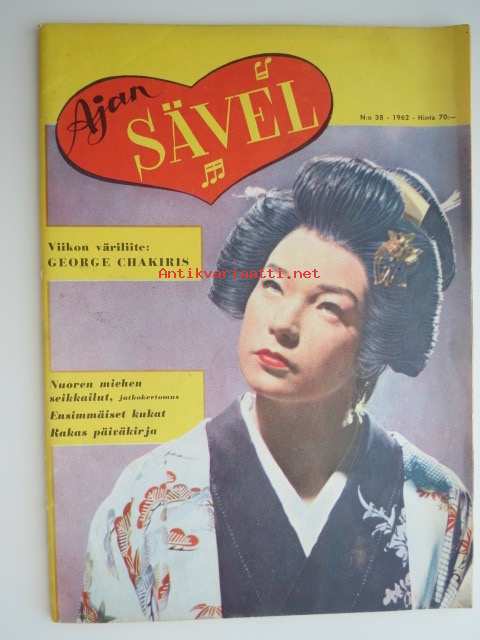 Ajan
SÄVEL
N:o 38 - 1962 - Hinta 70:—
Viikon väriliite:
GEORGE CHAKIRIS
Antikvariaatti.net
Nuoren miehen
seikkailut, jatkokertomus
Ensimmäiset kukat
Rakas päiväkirja